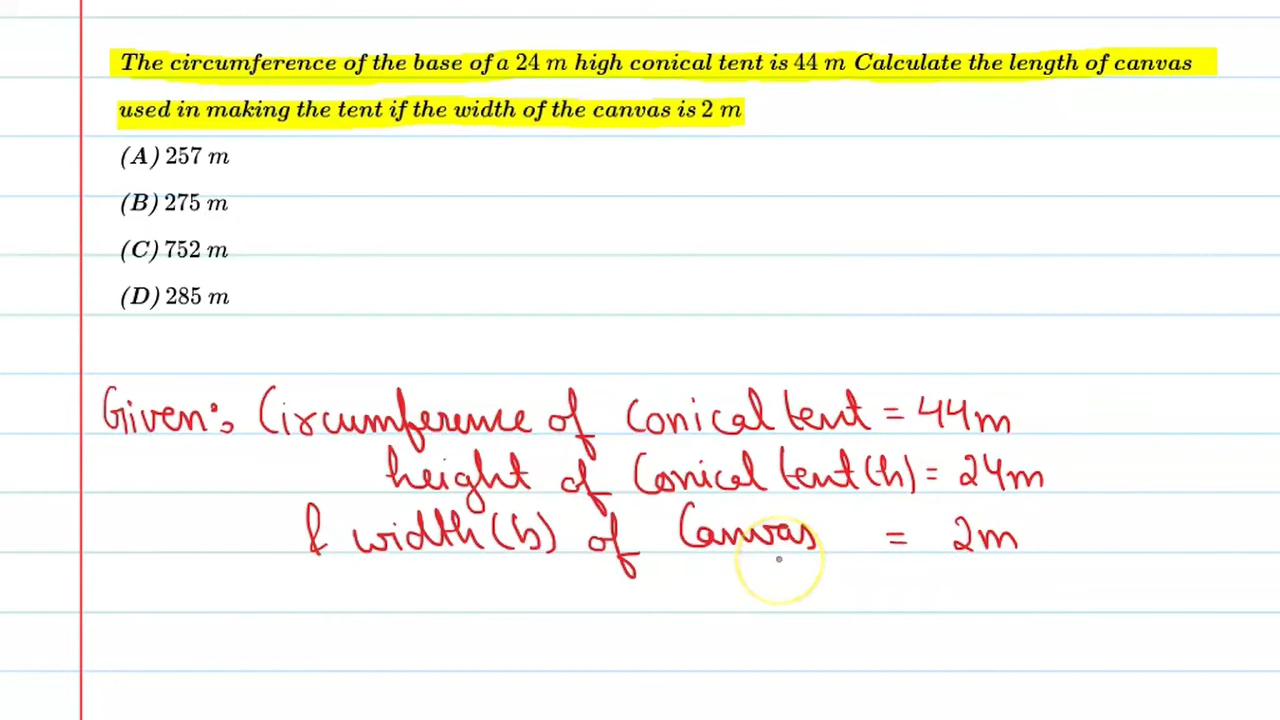 The circumference of the base of a 24 m high conical tent is 44 m Calculate the length of canvas
used in making the tent if the width of the canvas is 2 m
(A) 257 m
(B) 275 m
(C) 752 m
(D) 285 m
Given: Circumference of Conical tent = 44m
height of Conical tent (h) = 24m
& width (b) of Canvas = 2m